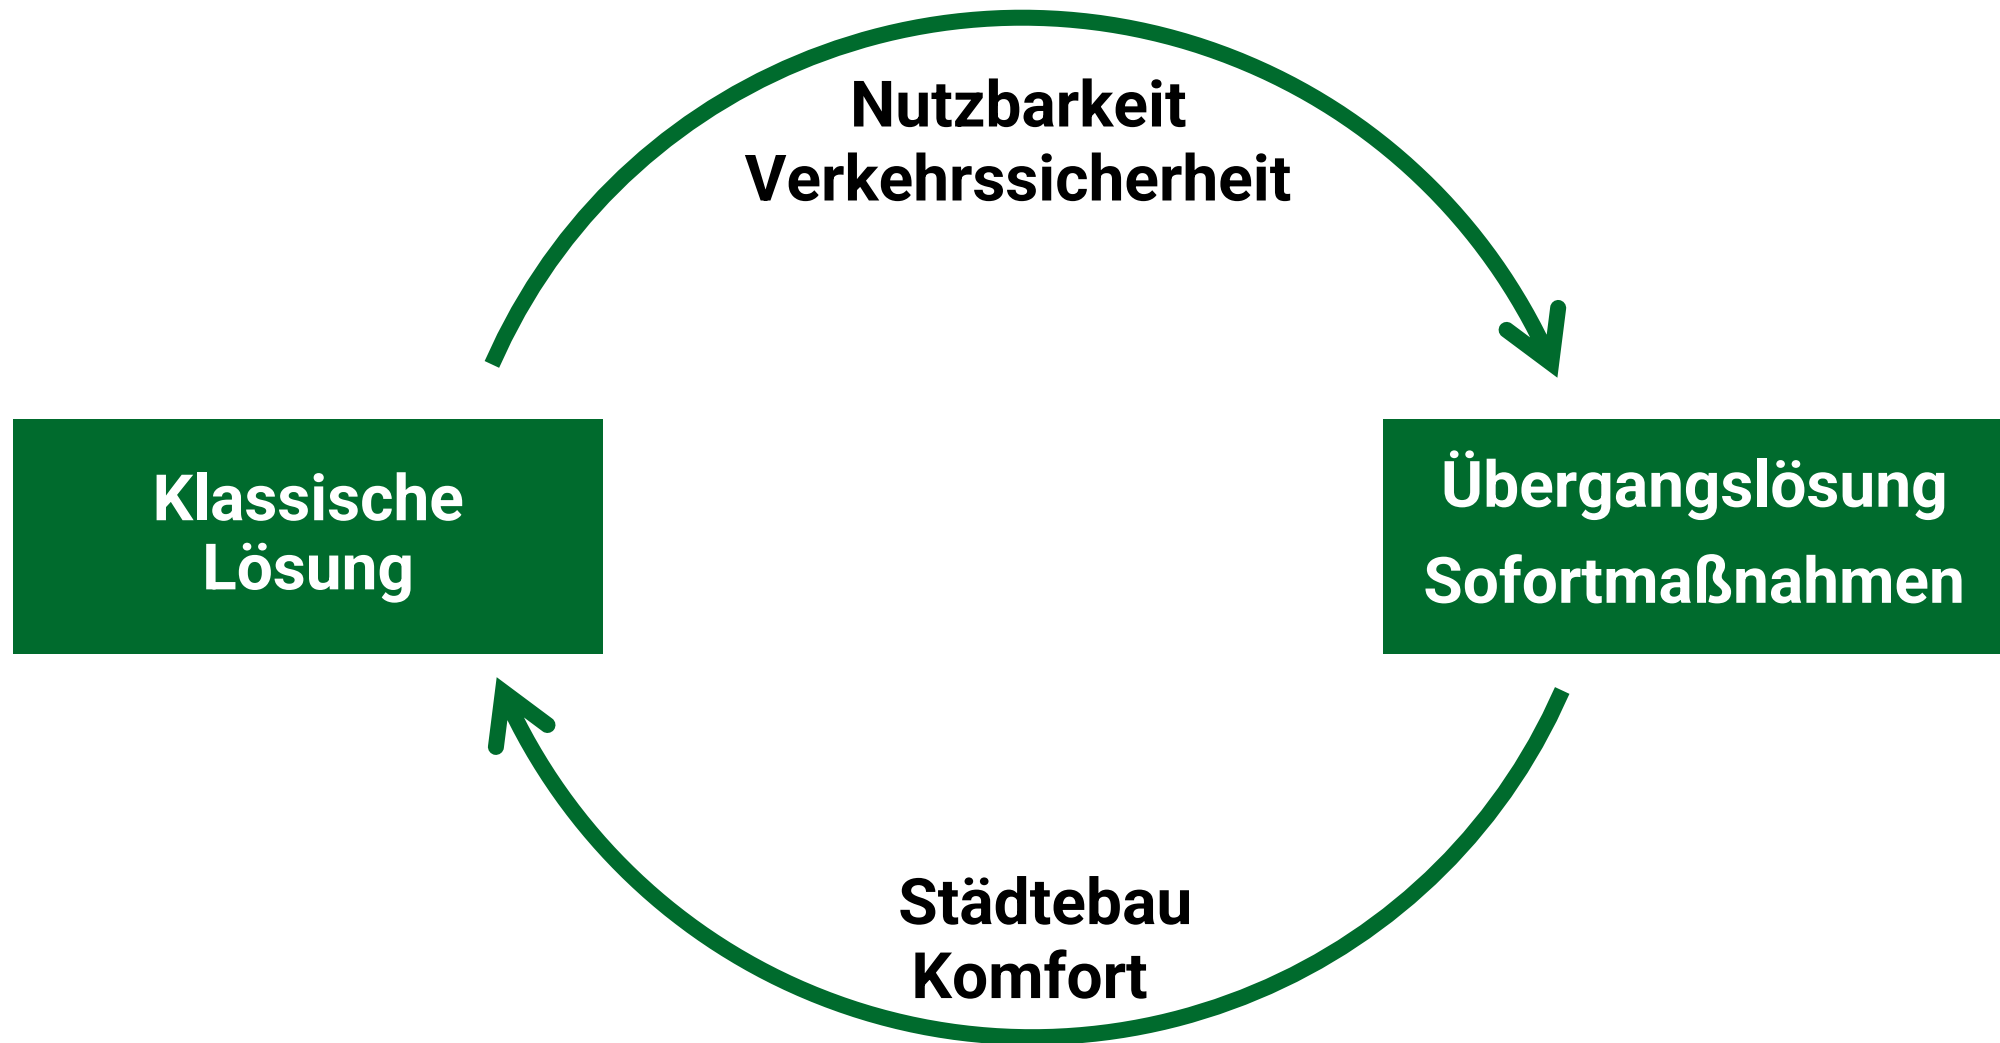 Nutzbarkeit
Verkehrssicherheit
Klassische
Lösung
Übergangslösung
Sofortmaßnahmen
Städtebau
Komfort